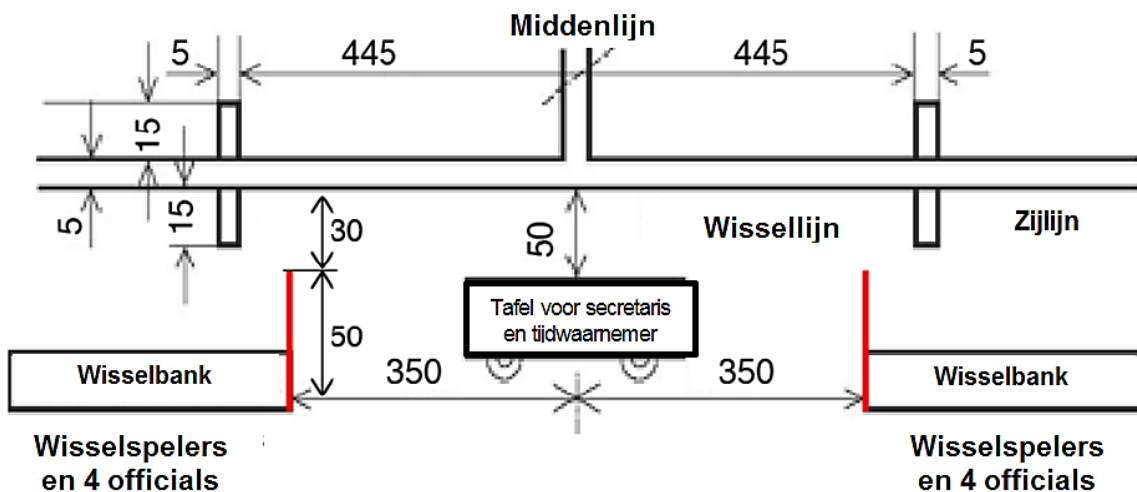 Middenlijn
5
445
445
5
15
5
15
30
50
Wissellijn
Zijlijn
Tafel voor secretaris
en tijdwaarnemer
50
Wisselbank
350
350
Wisselbank
Wisselspelers
en 4 officials
Wisselspelers
en 4 officials